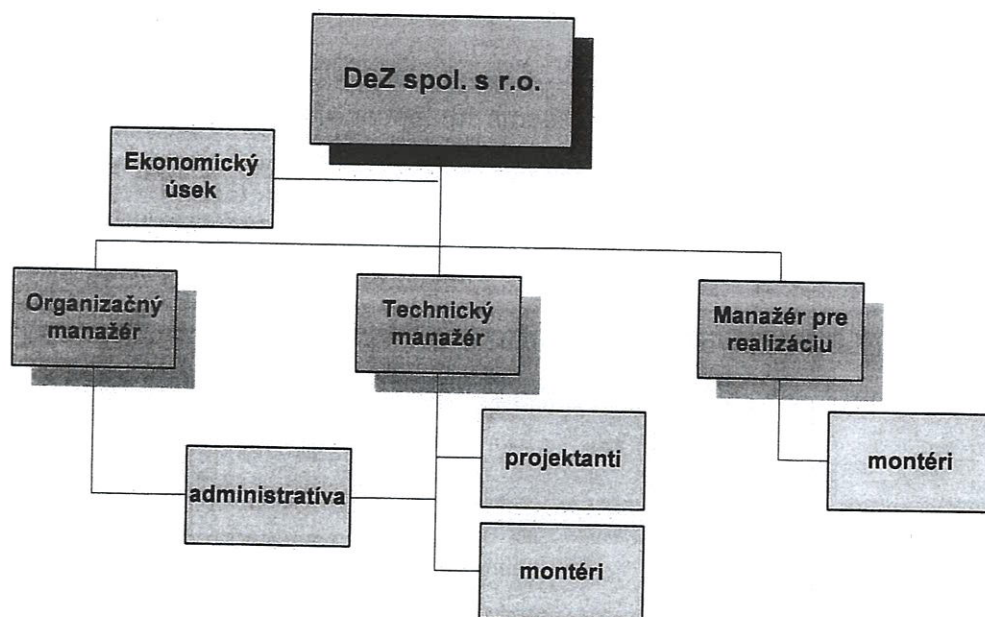 DeZ spol. s r.o.
Ekonomický
úsek
Organizačný
manažér
Technický
manažér
Manažér pre
realizáciu
administratíva
projektanti
montéri
montéri